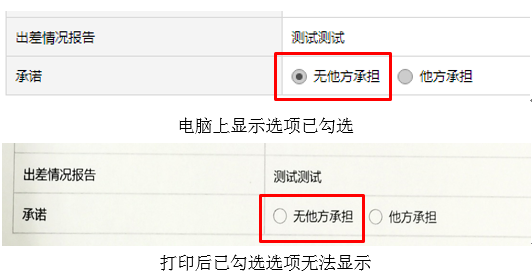 出差情况报告 测试测试
承诺 无他方承担 他方承担
电脑上显示选项已勾选
出差情况报告 测试测试
承诺 无他方承担 他方承担
打印后已勾选选项无法显示